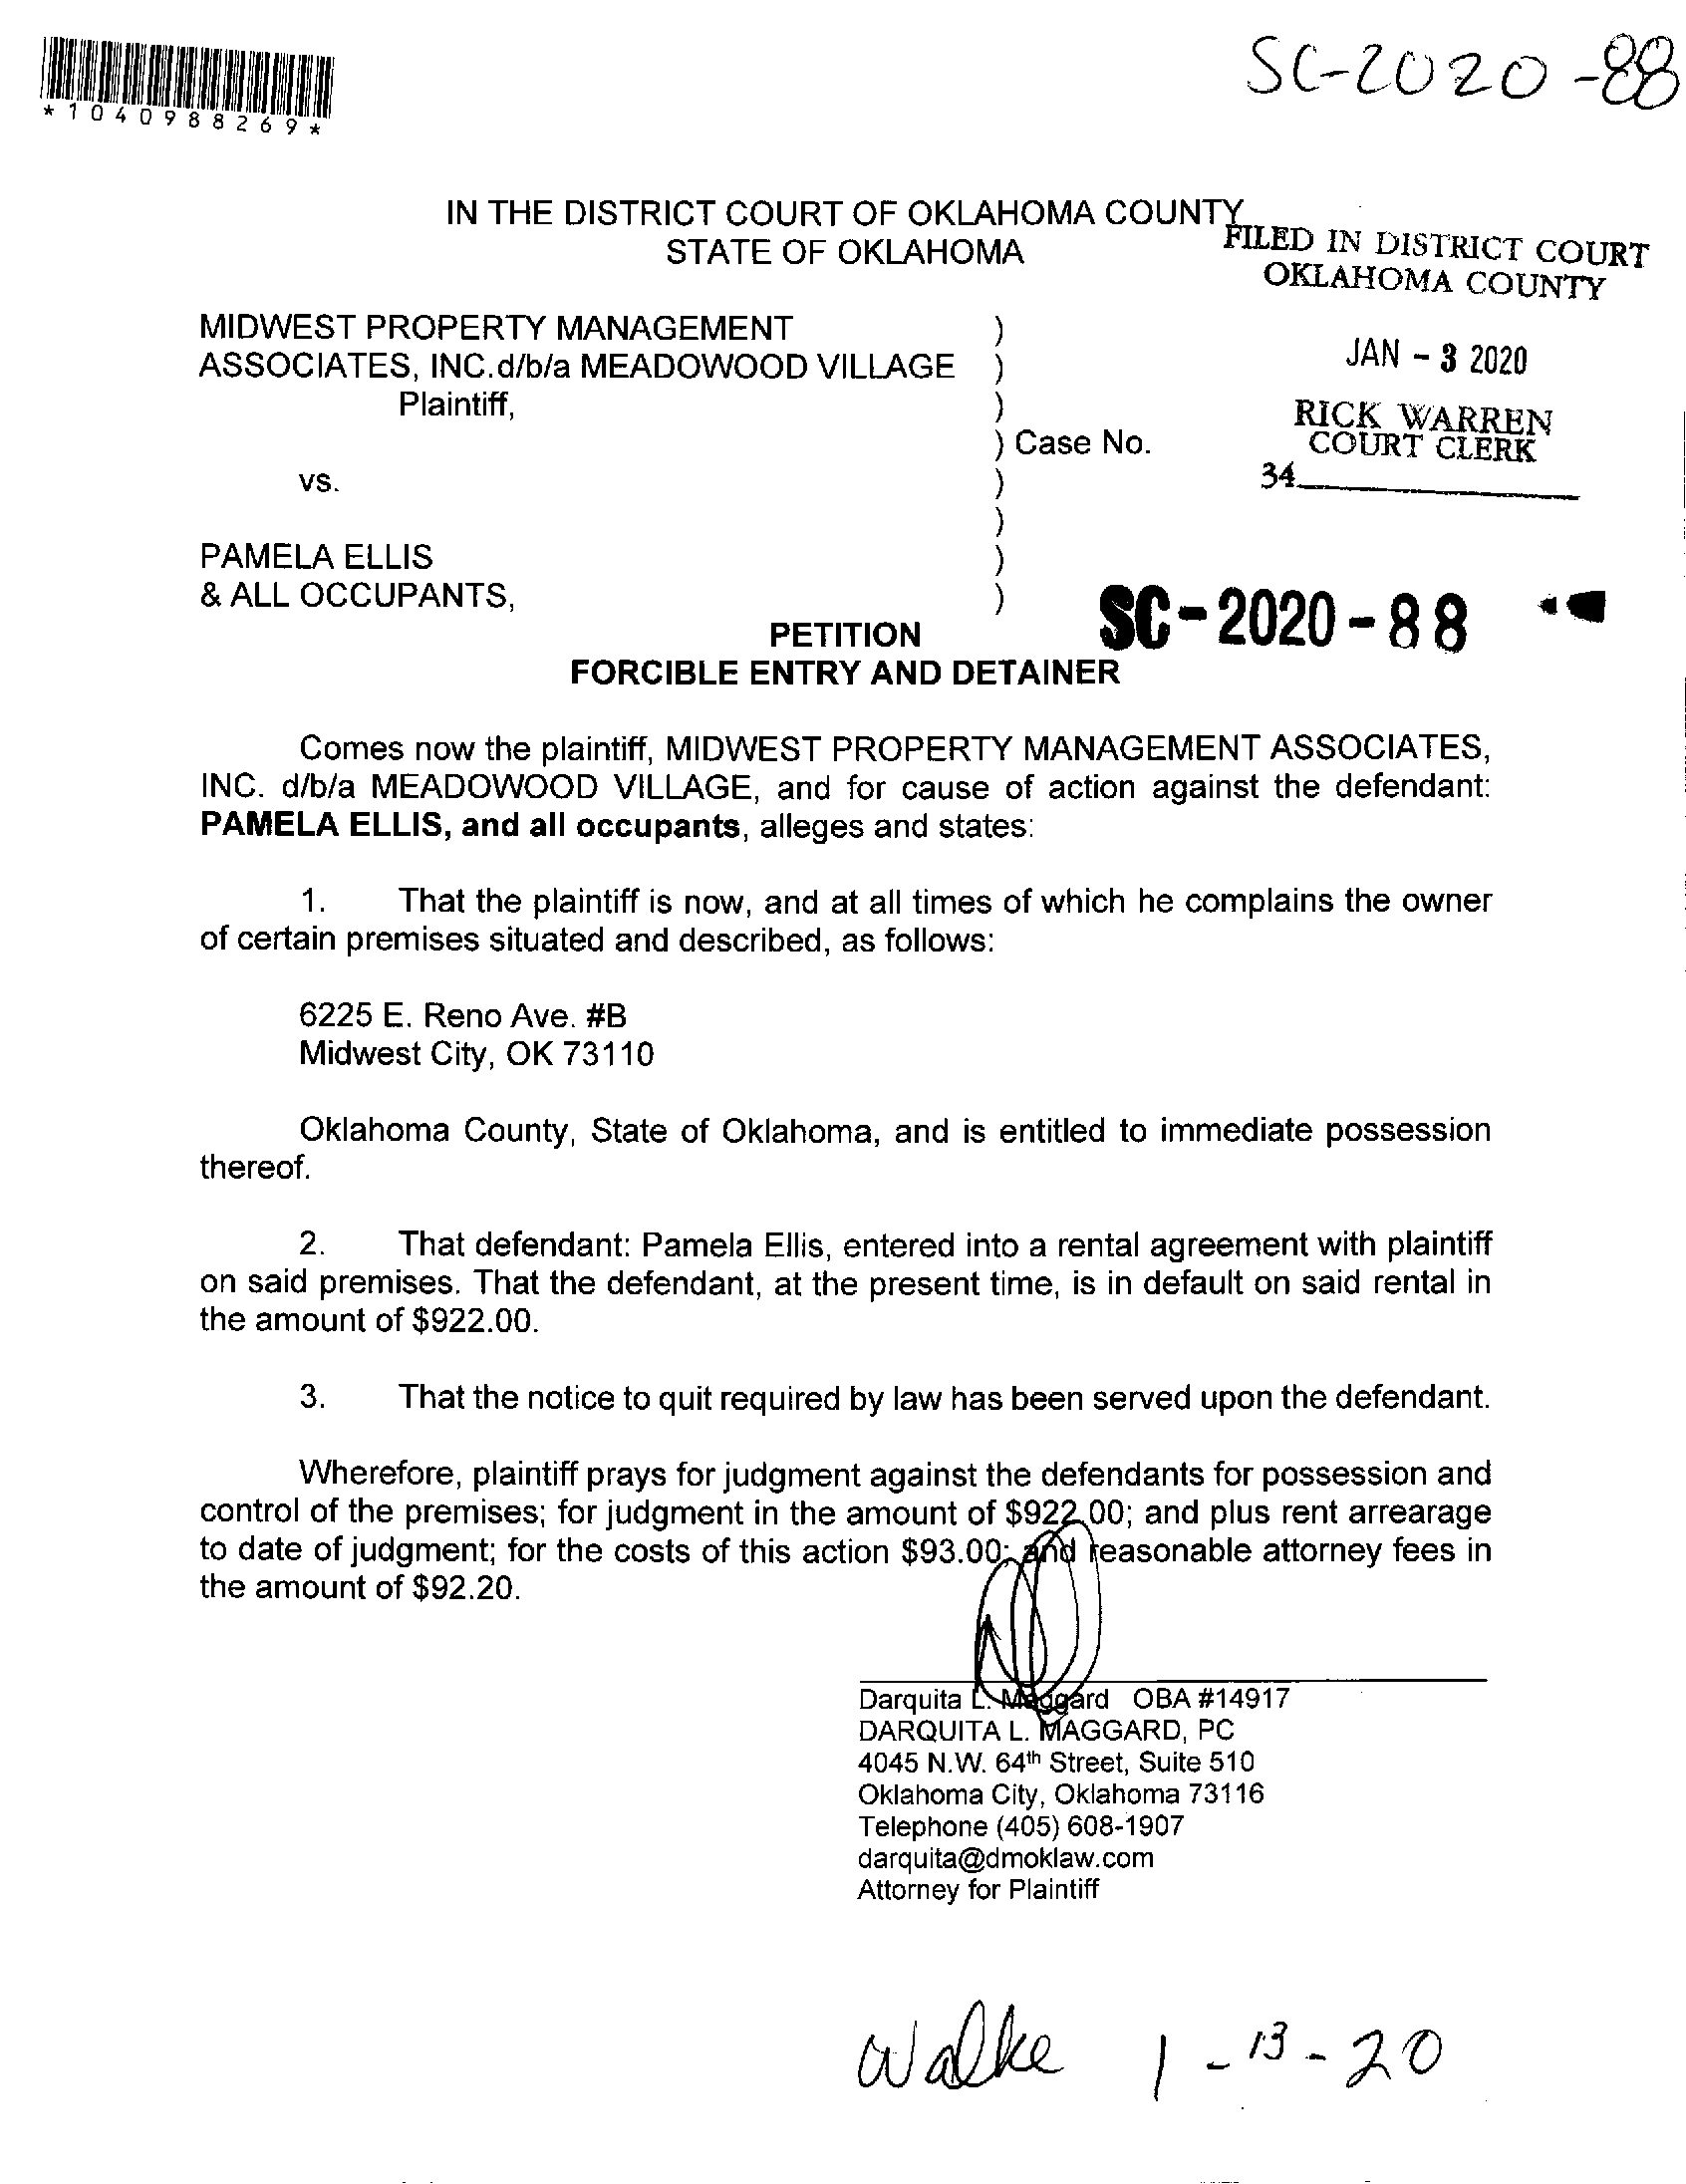 *1040988269*
SC-2020-88
IN THE DISTRICT COURT OF OKLAHOMA COUNTY
STATE OF OKLAHOMA
FILED IN DISTRICT COURT
OKLAHOMA COUNTY
MIDWEST PROPERTY MANAGEMENT )
ASSOCIATES, INC.d/b/a MEADOWOOD VILLAGE )
JAN - 3 2020
Plaintiff, )
RICK WARREN
COURT CLERK
) Case No.
34
vs. )
)
PAMELA ELLIS )
& ALL OCCUPANTS, )
SC-2020-88
PETITION
FORCIBLE ENTRY AND DETAINER
Comes now the plaintiff, MIDWEST PROPERTY MANAGEMENT ASSOCIATES,
INC. d/b/a MEADOWOOD VILLAGE, and for cause of action against the defendant:
PAMELA ELLIS, and all occupants, alleges and states:
1. That the plaintiff is now, and at all times of which he complains the owner
of certain premises situated and described, as follows:
6225 E. Reno Ave. #B
Midwest City, OK 73110
Oklahoma County, State of Oklahoma, and is entitled to immediate possession
thereof.
2. That defendant: Pamela Ellis, entered into a rental agreement with plaintiff
on said premises. That the defendant, at the present time, is in default on said rental in
the amount of $922.00.
3. That the notice to quit required by law has been served upon the defendant.
Wherefore, plaintiff prays for judgment against the defendants for possession and
control of the premises; for judgment in the amount of $922.00; and plus rent arrearage
to date of judgment; for the costs of this action $93.00; and reasonable attorney fees in
the amount of $92.20.
Darquita L. Maggard OBA #14917
DARQUITA L. MAGGARD, PC
4045 N.W. 64th Street, Suite 510
Oklahoma City, Oklahoma 73116
Telephone (405) 608-1907
darquita@dmoklaw.com
Attorney for Plaintiff
Walke 1-13-20